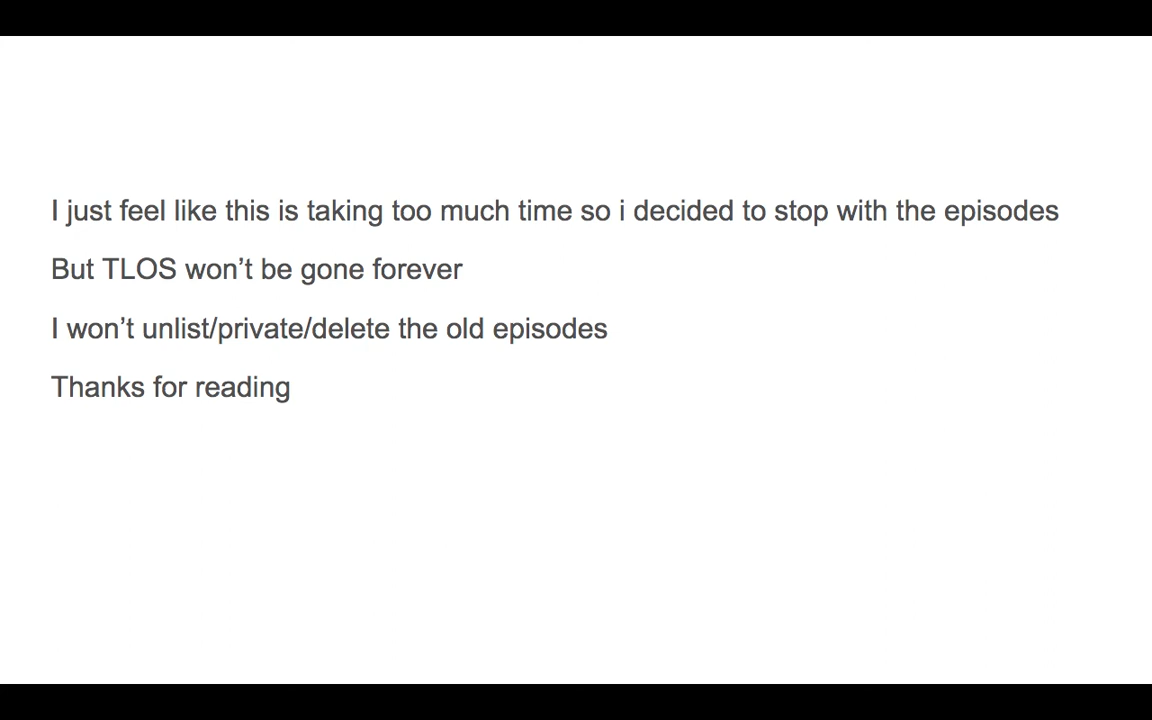 I just feel like this is taking too much time so i decided to stop with the episodes
But TLOS won’t be gone forever
I won’t unlist/private/delete the old episodes
Thanks for reading